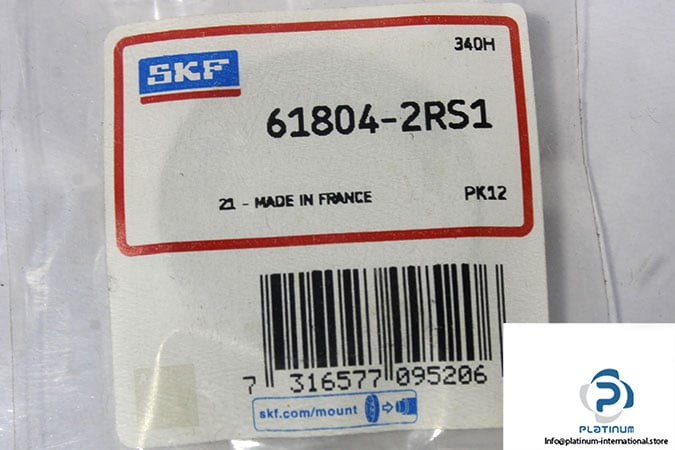 340H
SKF
61804-2RS1
21 - MADE IN FRANCE
PK12
7 316577 095206
skf.com/mount
PLATINUM
Info@platinum-international.store